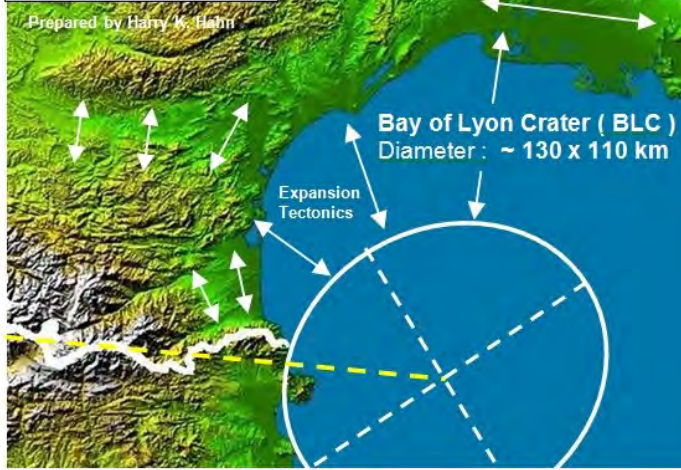 Prepared by Harry K. Hahn
Bay of Lyon Crater ( BLC )
Diameter : ~ 130 x 110 km
Expansion
Tectonics